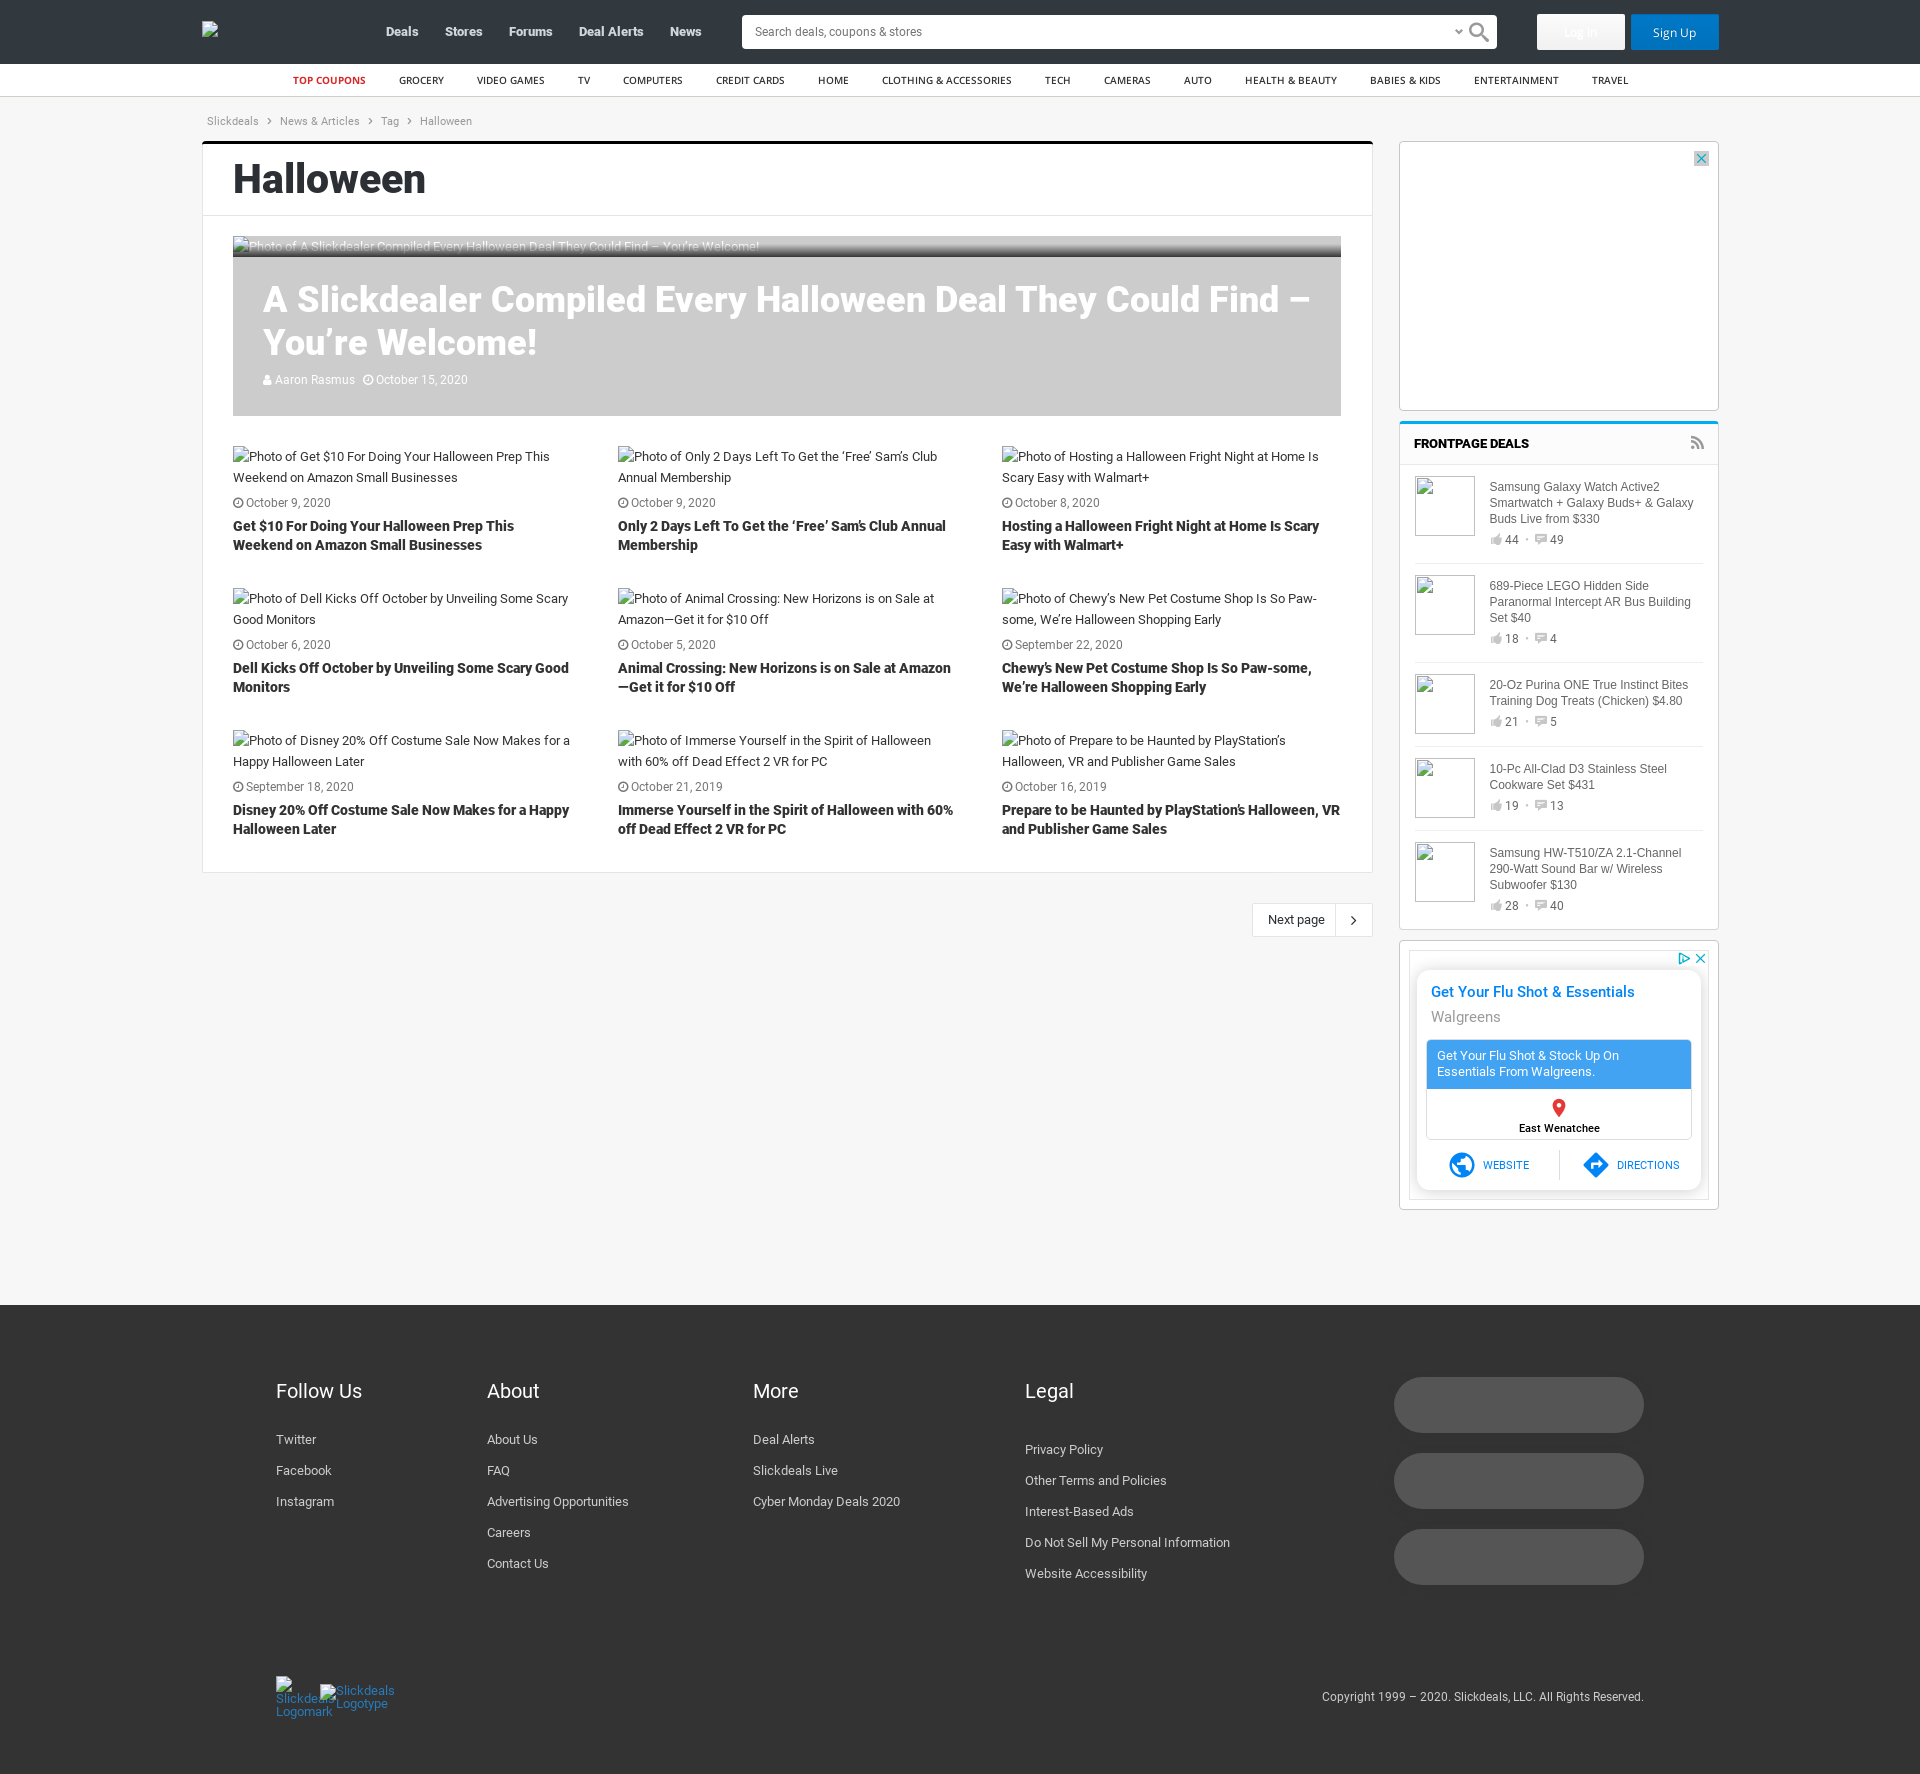 Deals Stores Forums Deal Alerts News Search deals, coupons & stores Log In Sign Up
TOP COUPONS GROCERY VIDEO GAMES TV COMPUTERS CREDIT CARDS HOME CLOTHING & ACCESSORIES TECH CAMERAS AUTO HEALTH & BEAUTY BABIES & KIDS ENTERTAINMENT TRAVEL
Slickdeals > News & Articles > Tag > Halloween
Halloween
Photo of A Slickdealer Compiled Every Halloween Deal They Could Find – You're Welcome!
A Slickdealer Compiled Every Halloween Deal They Could Find –
You’re Welcome!
Aaron Rasmus October 15, 2020
Photo of Get $10 For Doing Your Halloween Prep This
Weekend on Amazon Small Businesses
October 9, 2020
Get $10 For Doing Your Halloween Prep This
Weekend on Amazon Small Businesses
Photo of Only 2 Days Left To Get the ‘Free’ Sam’s Club
Annual Membership
October 9, 2020
Only 2 Days Left To Get the ‘Free’ Sam’s Club Annual
Membership
Photo of Hosting a Halloween Fright Night at Home Is
Scary Easy with Walmart+
October 8, 2020
Hosting a Halloween Fright Night at Home Is Scary
Easy with Walmart+
Photo of Dell Kicks Off October by Unveiling Some Scary
Good Monitors
October 6, 2020
Dell Kicks Off October by Unveiling Some Scary Good
Monitors
Photo of Animal Crossing: New Horizons is on Sale at
Amazon—Get it for $10 Off
October 5, 2020
Animal Crossing: New Horizons is on Sale at Amazon
—Get it for $10 Off
Photo of Chewy’s New Pet Costume Shop Is So Paw-
some, We’re Halloween Shopping Early
September 22, 2020
Chewy’s New Pet Costume Shop Is So Paw-some,
We’re Halloween Shopping Early
Photo of Disney 20% Off Costume Sale Now Makes for a
Happy Halloween Later
September 18, 2020
Disney 20% Off Costume Sale Now Makes for a Happy
Halloween Later
Photo of Immerse Yourself in the Spirit of Halloween
with 60% off Dead Effect 2 VR for PC
October 21, 2019
Immerse Yourself in the Spirit of Halloween with 60%
off Dead Effect 2 VR for PC
Photo of Prepare to be Haunted by PlayStation’s
Halloween, VR and Publisher Game Sales
October 16, 2019
Prepare to be Haunted by PlayStation’s Halloween, VR
and Publisher Game Sales
Next page
FRONTPAGE DEALS
Samsung Galaxy Watch Active2
Smartwatch + Galaxy Buds+ & Galaxy
Buds Live from $330
44 • 49
689-Piece LEGO Hidden Side
Paranormal Intercept AR Bus Building
Set $40
18 • 4
20-Oz Purina ONE True Instinct Bites
Training Dog Treats (Chicken) $4.80
21 • 5
10-Pc All-Clad D3 Stainless Steel
Cookware Set $431
19 • 13
Samsung HW-T510/ZA 2.1-Channel
290-Watt Sound Bar w/ Wireless
Subwoofer $130
28 • 40
Get Your Flu Shot & Essentials
Walgreens
Get Your Flu Shot & Stock Up On
Essentials From Walgreens.
East Wenatchee
WEBSITE DIRECTIONS
Follow Us
Twitter
Facebook
Instagram
About
About Us
FAQ
Advertising Opportunities
Careers
Contact Us
More
Deal Alerts
Slickdeals Live
Cyber Monday Deals 2020
Legal
Privacy Policy
Other Terms and Policies
Interest-Based Ads
Do Not Sell My Personal Information
Website Accessibility
Slickdeals
Logomark
Slickdeals
Logotype
Copyright 1999 – 2020. Slickdeals, LLC. All Rights Reserved.